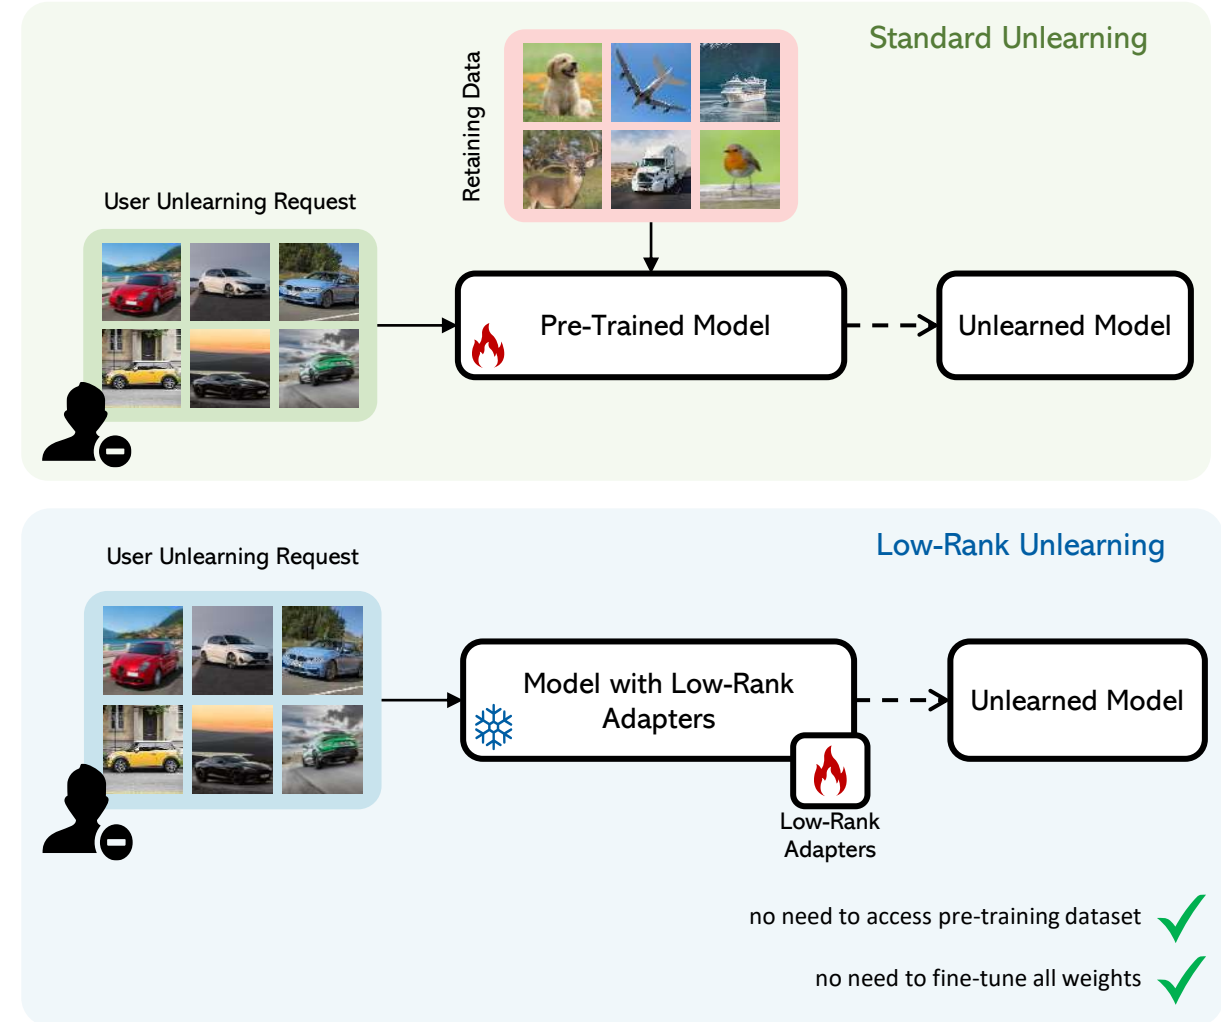 Standard Unlearning
Retaining Data
User Unlearning Request
Pre-Trained Model
Unlearned Model
Low-Rank Unlearning
User Unlearning Request
Model with Low-Rank
Adapters
Unlearned Model
Low-Rank
Adapters
no need to access pre-training dataset
no need to fine-tune all weights